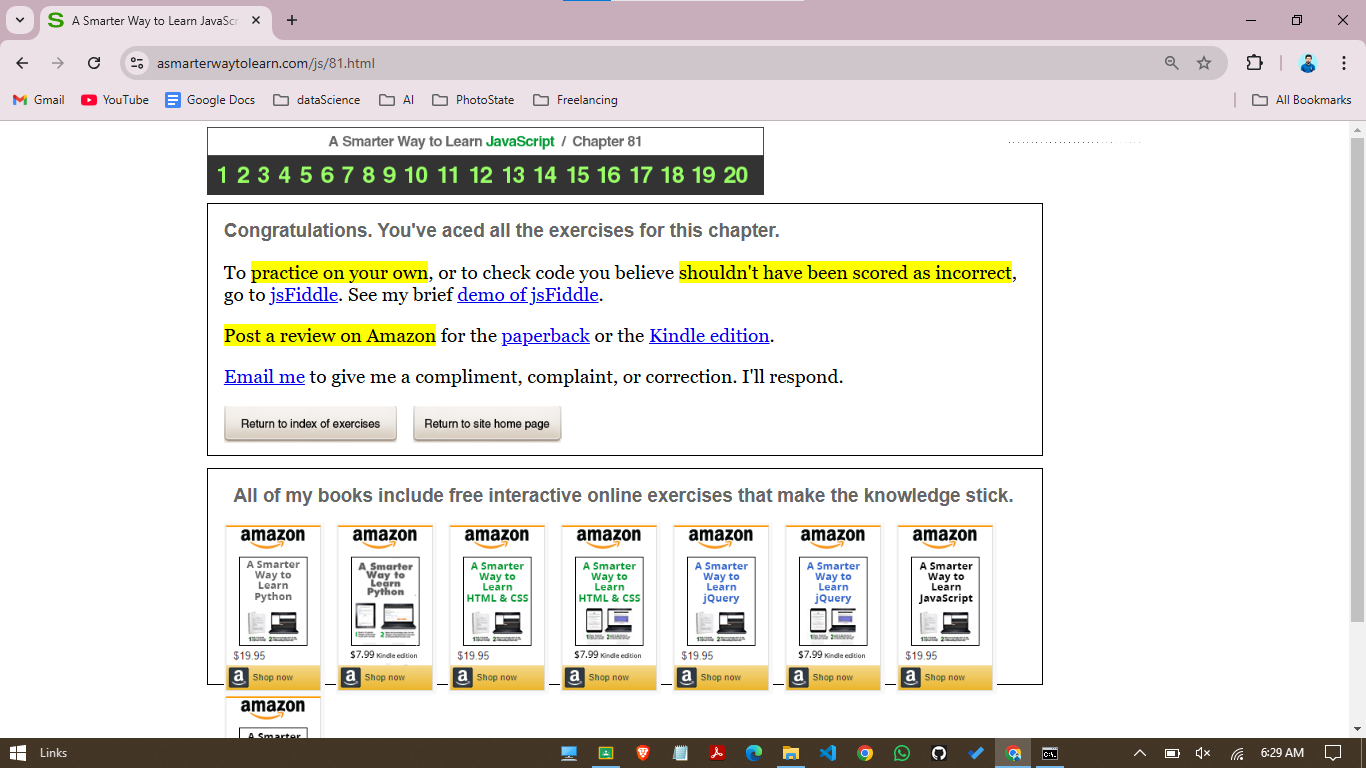 A Smarter Way to Learn JavaScr
asmarterwaytolearn.com/js/81.html
Gmail YouTube Google Docs dataScience AI PhotoState Freelancing All Bookmarks
A Smarter Way to Learn JavaScript / Chapter 81
1 2 3 4 5 6 7 8 9 10 11 12 13 14 15 16 17 18 19 20
Congratulations. You've aced all the exercises for this chapter.
To practice on your own, or to check code you believe shouldn't have been scored as incorrect,
go to jsFiddle. See my brief demo of jsFiddle.
Post a review on Amazon for the paperback or the Kindle edition.
Email me to give me a compliment, complaint, or correction. I'll respond.
Return to index of exercises Return to site home page
All of my books include free interactive online exercises that make the knowledge stick.
amazon amazon amazon amazon amazon amazon amazon
A Smarter A Smarter A Smarter A Smarter A Smarter A Smarter A Smarter
Way to Way to Way to Way to Way to Way to Way to
Learn Learn Learn Learn Learn Learn Learn
Python Python HTML & CSS HTML & CSS jQuery jQuery JavaScript
$19.95 $7.99 Kindle edition $19.95 $7.99 Kindle edition $19.95 $7.99 Kindle edition $19.95
Shop now Shop now Shop now Shop now Shop now Shop now Shop now
amazon
A Smarter
Links 6:29 AM